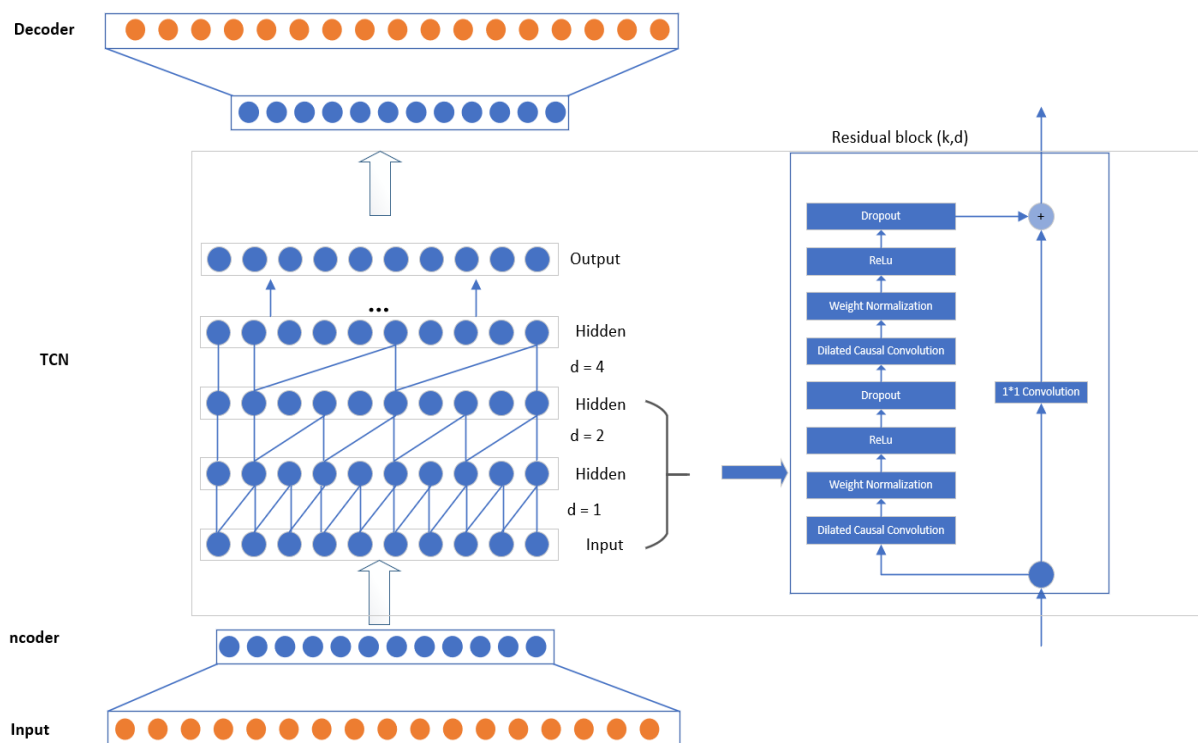 Decoder
Residual block (k,d)
Dropout
+
ReLu
Output
Weight Normalization
...
Hidden
Dilated Causal Convolution
TCN
d = 4
Dropout
1*1 Convolution
Hidden
d = 2
ReLu
Hidden
Weight Normalization
d = 1
Dilated Causal Convolution
Input
ncoder
Input